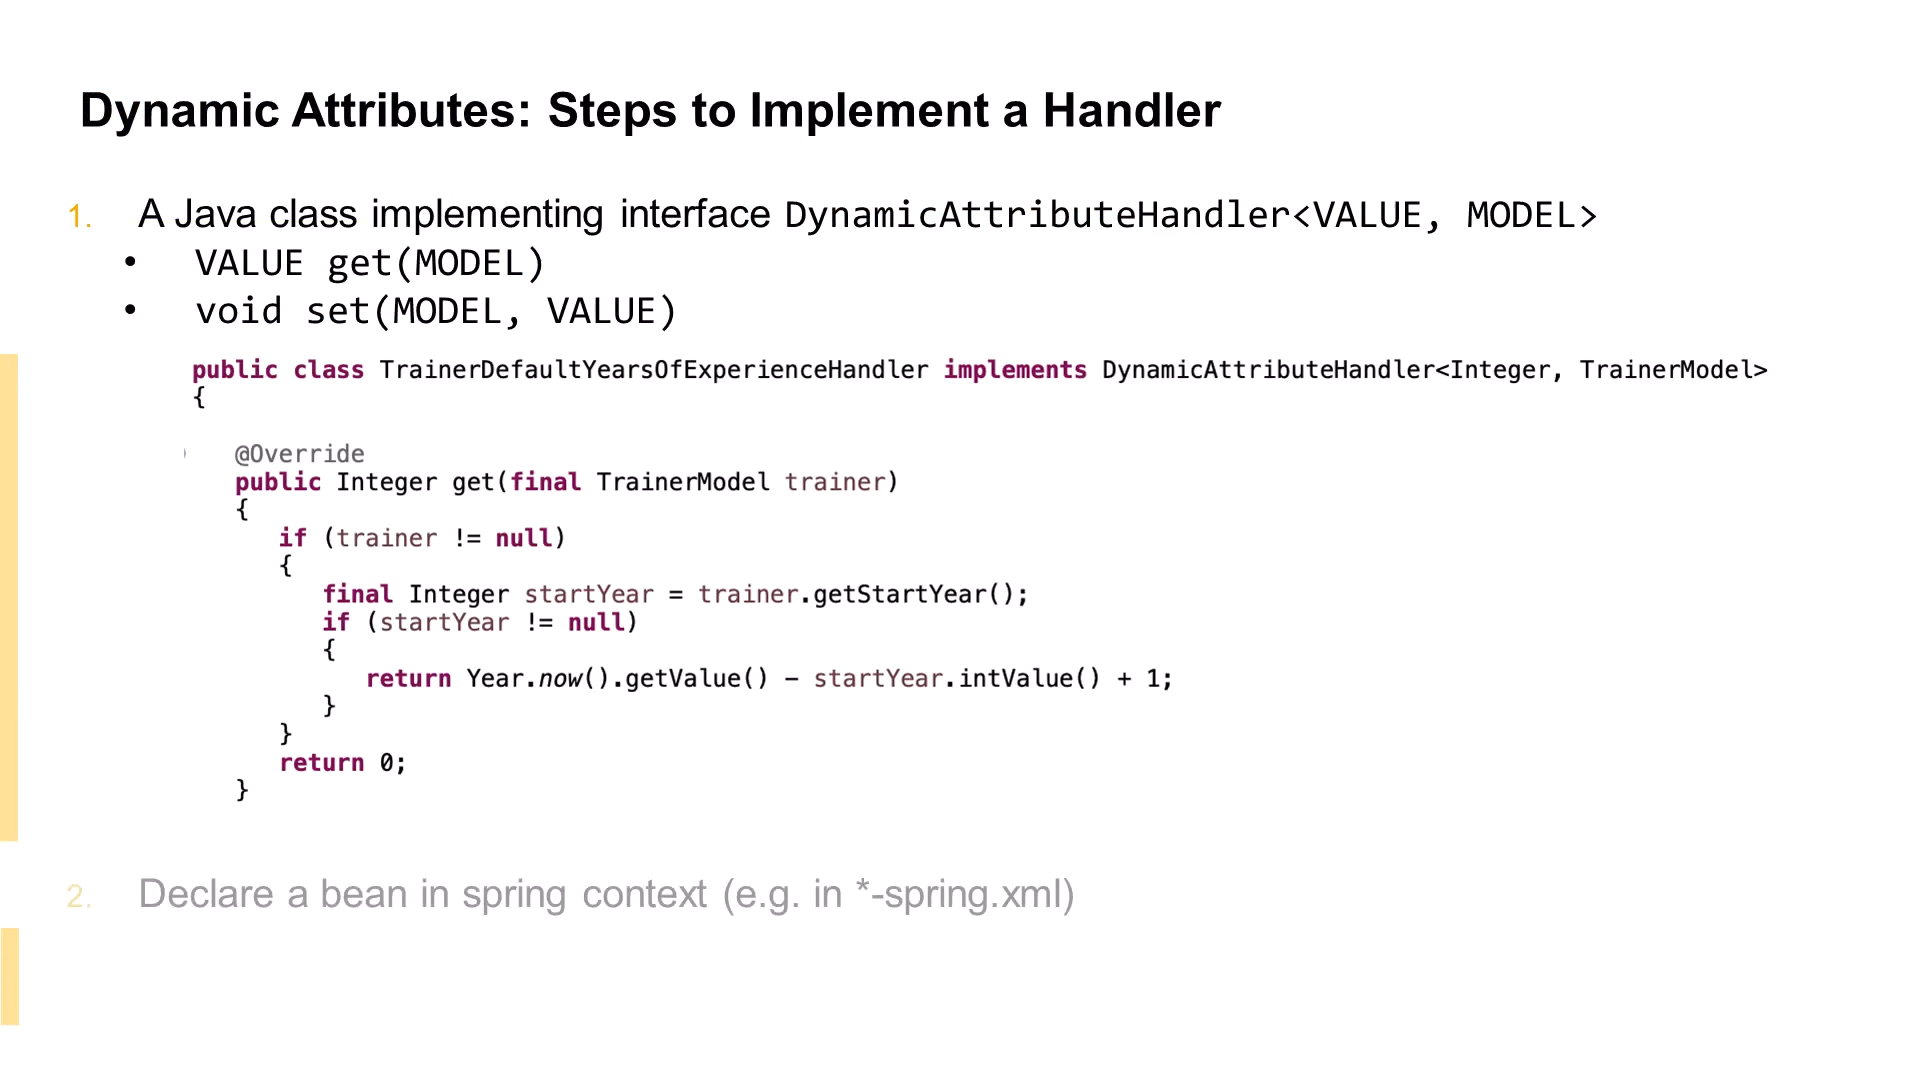 Dynamic Attributes: Steps to Implement a Handler
1. A Java class implementing interface DynamicAttributeHandler<VALUE, MODEL>
• VALUE get(MODEL)
• void set(MODEL, VALUE)
public class TrainerDefaultYearsOfExperienceHandler implements DynamicAttributeHandler<Integer, TrainerModel>
{
@Override
public Integer get(final TrainerModel trainer)
{
if (trainer != null)
{
final Integer startYear = trainer.getStartYear();
if (startYear != null)
{
return Year.now().getValue() - startYear.intValue() + 1;
}
}
return 0;
}
2. Declare a bean in spring context (e.g. in *-spring.xml)